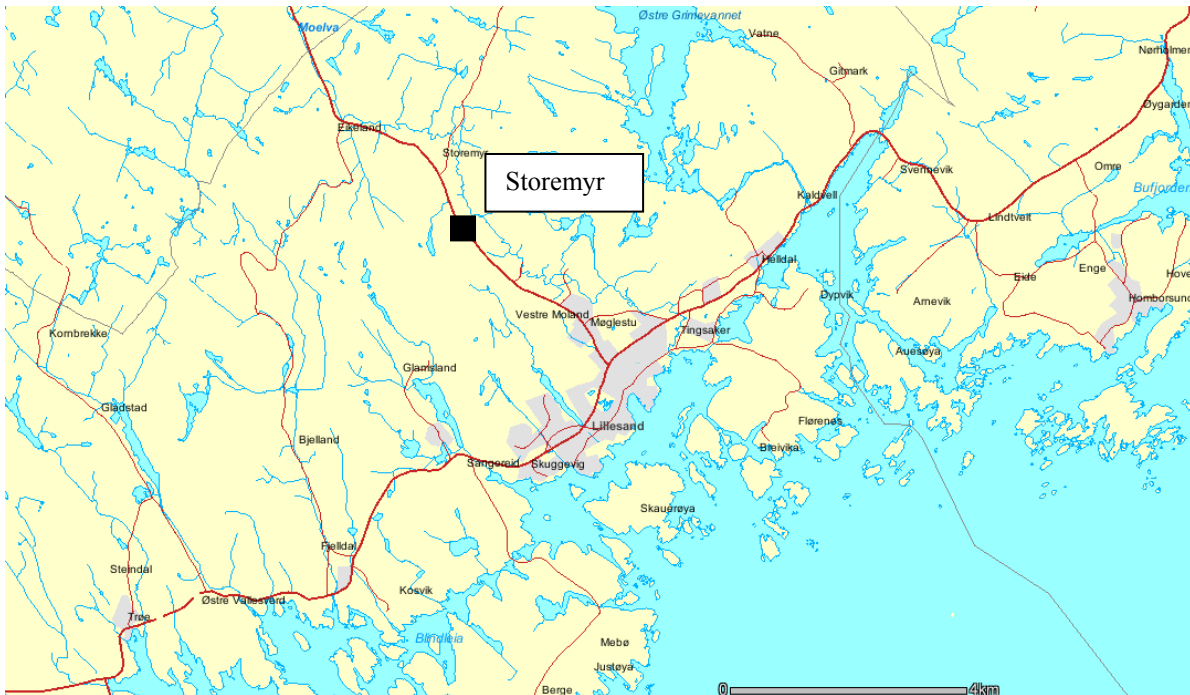 Østre Grimevannet
Moelva
Vatne
Nørholmen
Gitmark
Øygarden
Eikeland
Storemyr
Omre
Svennevik
Storemyr
Bufjorden
Kaldvell
Lindtveit
Helldal
Enge
Eide
Hove
Dypvik
Arnevik
Homborsund
Vestre Moland
Møglestu
Tingsaker
Kornbrekke
Auesøya
Glamsland
Gladstad
Flørenes
Lillesand
Bjelland
Bleivika
Sangereid
Skuggevig
Skauerøya
Fjelldal
Steindal
Kosvik
Østre Vallesverd
Trøe
Blindleia
Mebø
Justøya
Berge
0 4km